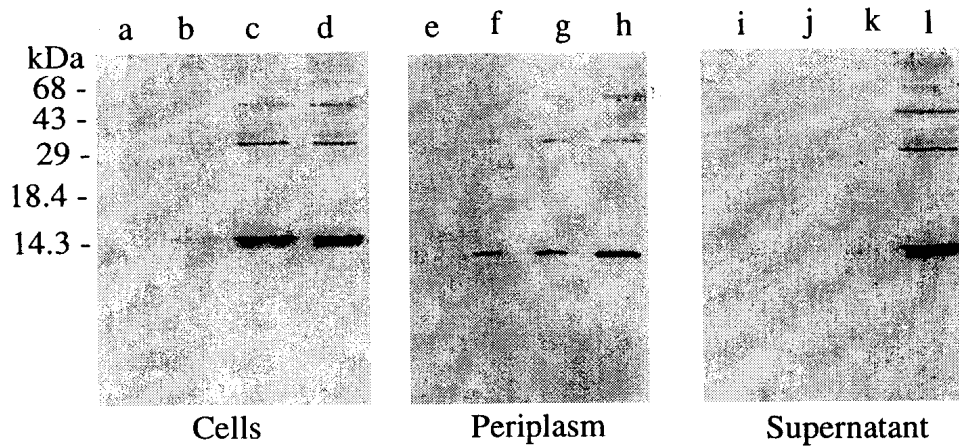 a b c d e f g h i j k l
kDa
68 -
43 -
29 -
18.4 -
14.3 -
Cells Periplasm Supernatant